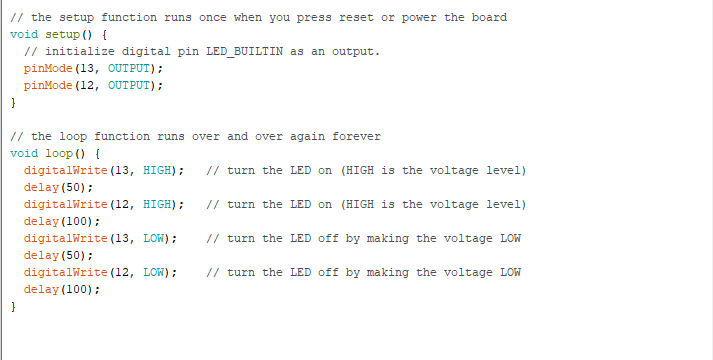 // the setup function runs once when you press reset or power the board
void setup() {
  // initialize digital pin LED_BUILTIN as an output.
  pinMode(13, OUTPUT);
  pinMode(12, OUTPUT);
}

// the loop function runs over and over again forever
void loop() {
  digitalWrite(13, HIGH);   // turn the LED on (HIGH is the voltage level)
  delay(50);
  digitalWrite(12, HIGH);   // turn the LED on (HIGH is the voltage level)
  delay(100);
  digitalWrite(13, LOW);    // turn the LED off by making the voltage LOW
  delay(50);
  digitalWrite(12, LOW);    // turn the LED off by making the voltage LOW
  delay(100);
}